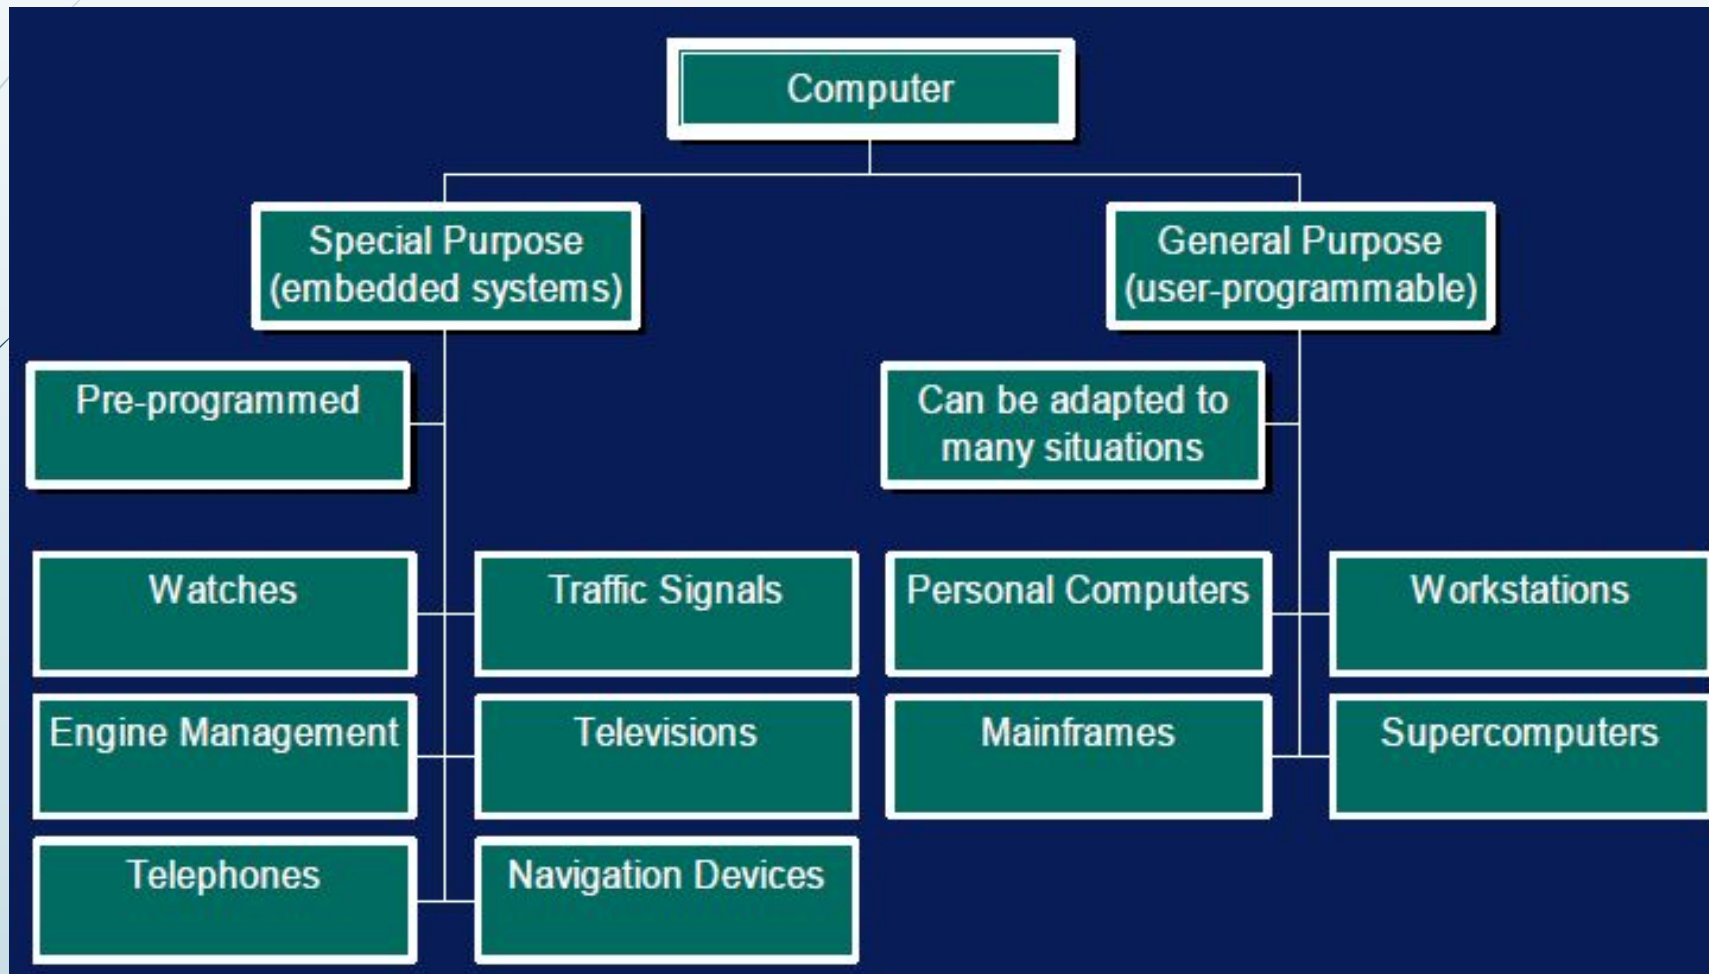 Computer
Special Purpose
(embedded systems)
General Purpose
(user-programmable)
Pre-programmed
Can be adapted to
many situations
Watches
Traffic Signals
Personal Computers
Workstations
Engine Management
Televisions
Mainframes
Supercomputers
Telephones
Navigation Devices